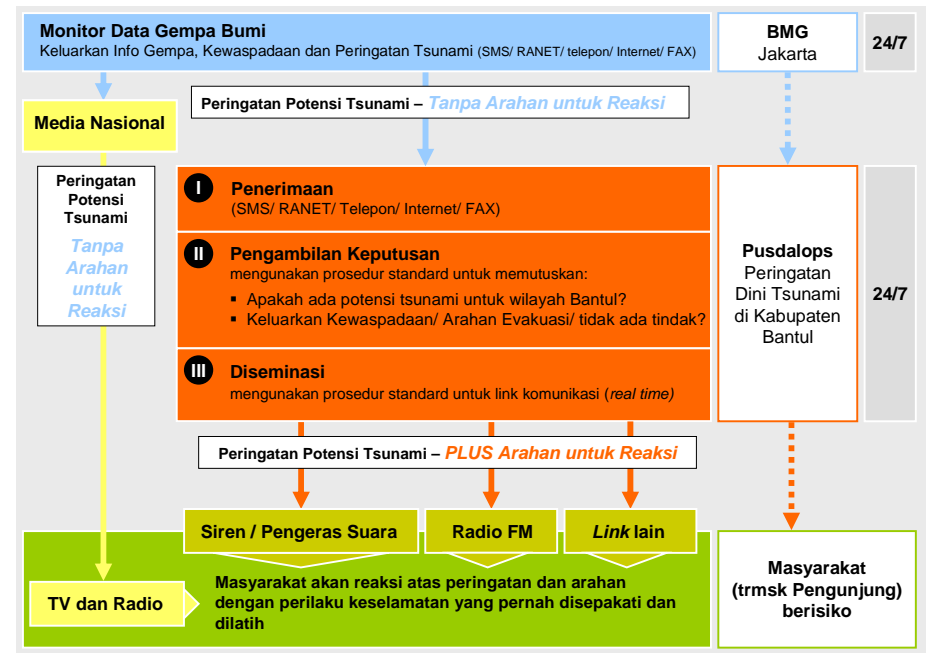 Monitor Data Gempa Bumi
Keluarkan Info Gempa, Kewaspadaan dan Peringatan Tsunami (SMS/ RANET/ telepon/ Internet/ FAX)
BMG
Jakarta
24/7
Peringatan Potensi Tsunami – Tanpa Arahan untuk Reaksi
Media Nasional
Peringatan
Potensi
Tsunami
Tanpa
Arahan
untuk
Reaksi
I
Penerimaan
(SMS/ RANET/ Telepon/ Internet/ FAX)
II
Pengambilan Keputusan
mengunakan prosedur standard untuk memutuskan:
▪ Apakah ada potensi tsunami untuk wilayah Bantul?
▪ Keluarkan Kewaspadaan/ Arahan Evakuasi/ tidak ada tindak?
III
Diseminasi
mengunakan prosedur standard untuk link komunikasi (real time)
Pusdalops
Peringatan
Dini Tsunami
di Kabupaten
Bantul
24/7
Peringatan Potensi Tsunami – PLUS Arahan untuk Reaksi
Siren / Pengeras Suara
Radio FM
Link lain
TV dan Radio
Masyarakat akan reaksi atas peringatan dan arahan
dengan perilaku keselamatan yang pernah disepakati dan
dilatih
Masyarakat
(trmsk Pengunjung)
berisiko